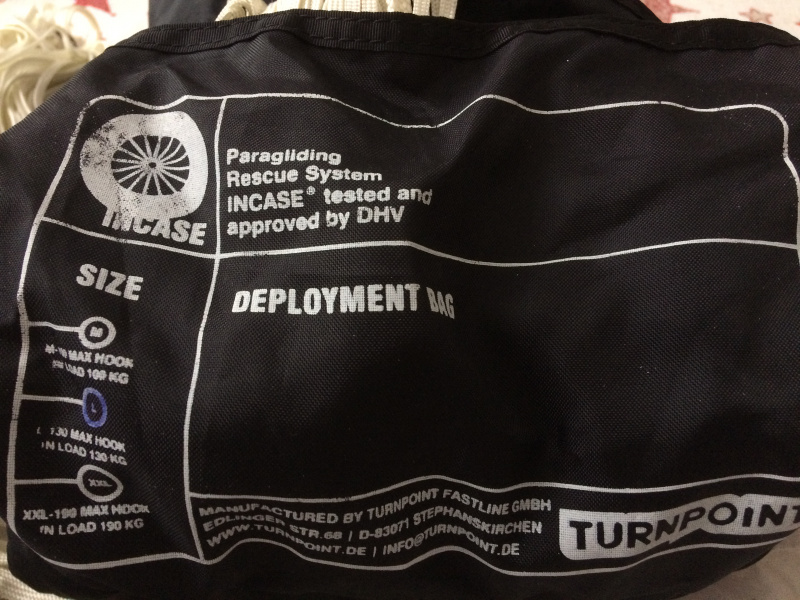 INCASE
Paragliding
Rescue System
INCASE® tested and
approved by DHV
SIZE
M
MAX HOOK
LOAD 100 KG
L
130 MAX HOOK
'N LOAD 130 KG
XXL
XXL-190 MAX HOOK
'N LOAD 190 KG
DEPLOYMENT BAG
MANUFACTURED BY TURNPOINT FASTLINE GMBH
EDLINGER STR.68 | D-83071 STEPHANSKIRCHEN
WWW.TURNPOINT.DE | INFO@TURNPOINT.DE
TURNPOINT